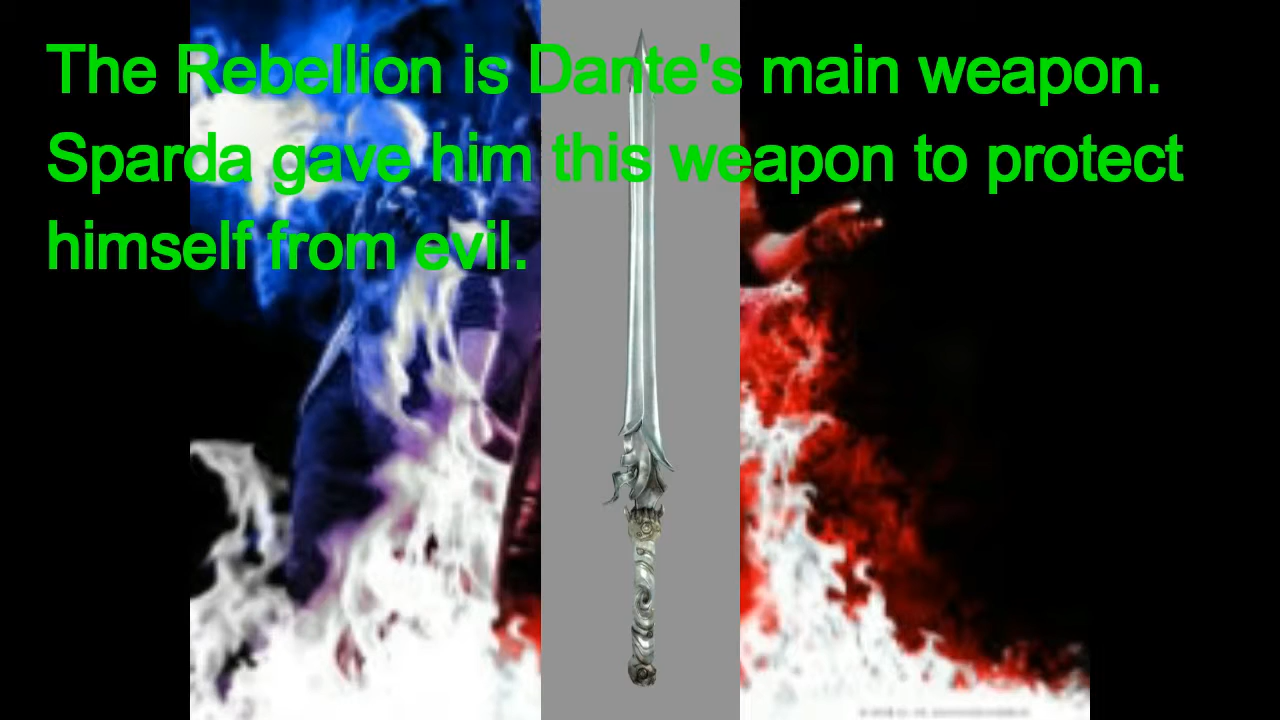 The Rebellion is Dante's main weapon.
Sparda gave him this weapon to protect
himself from evil.